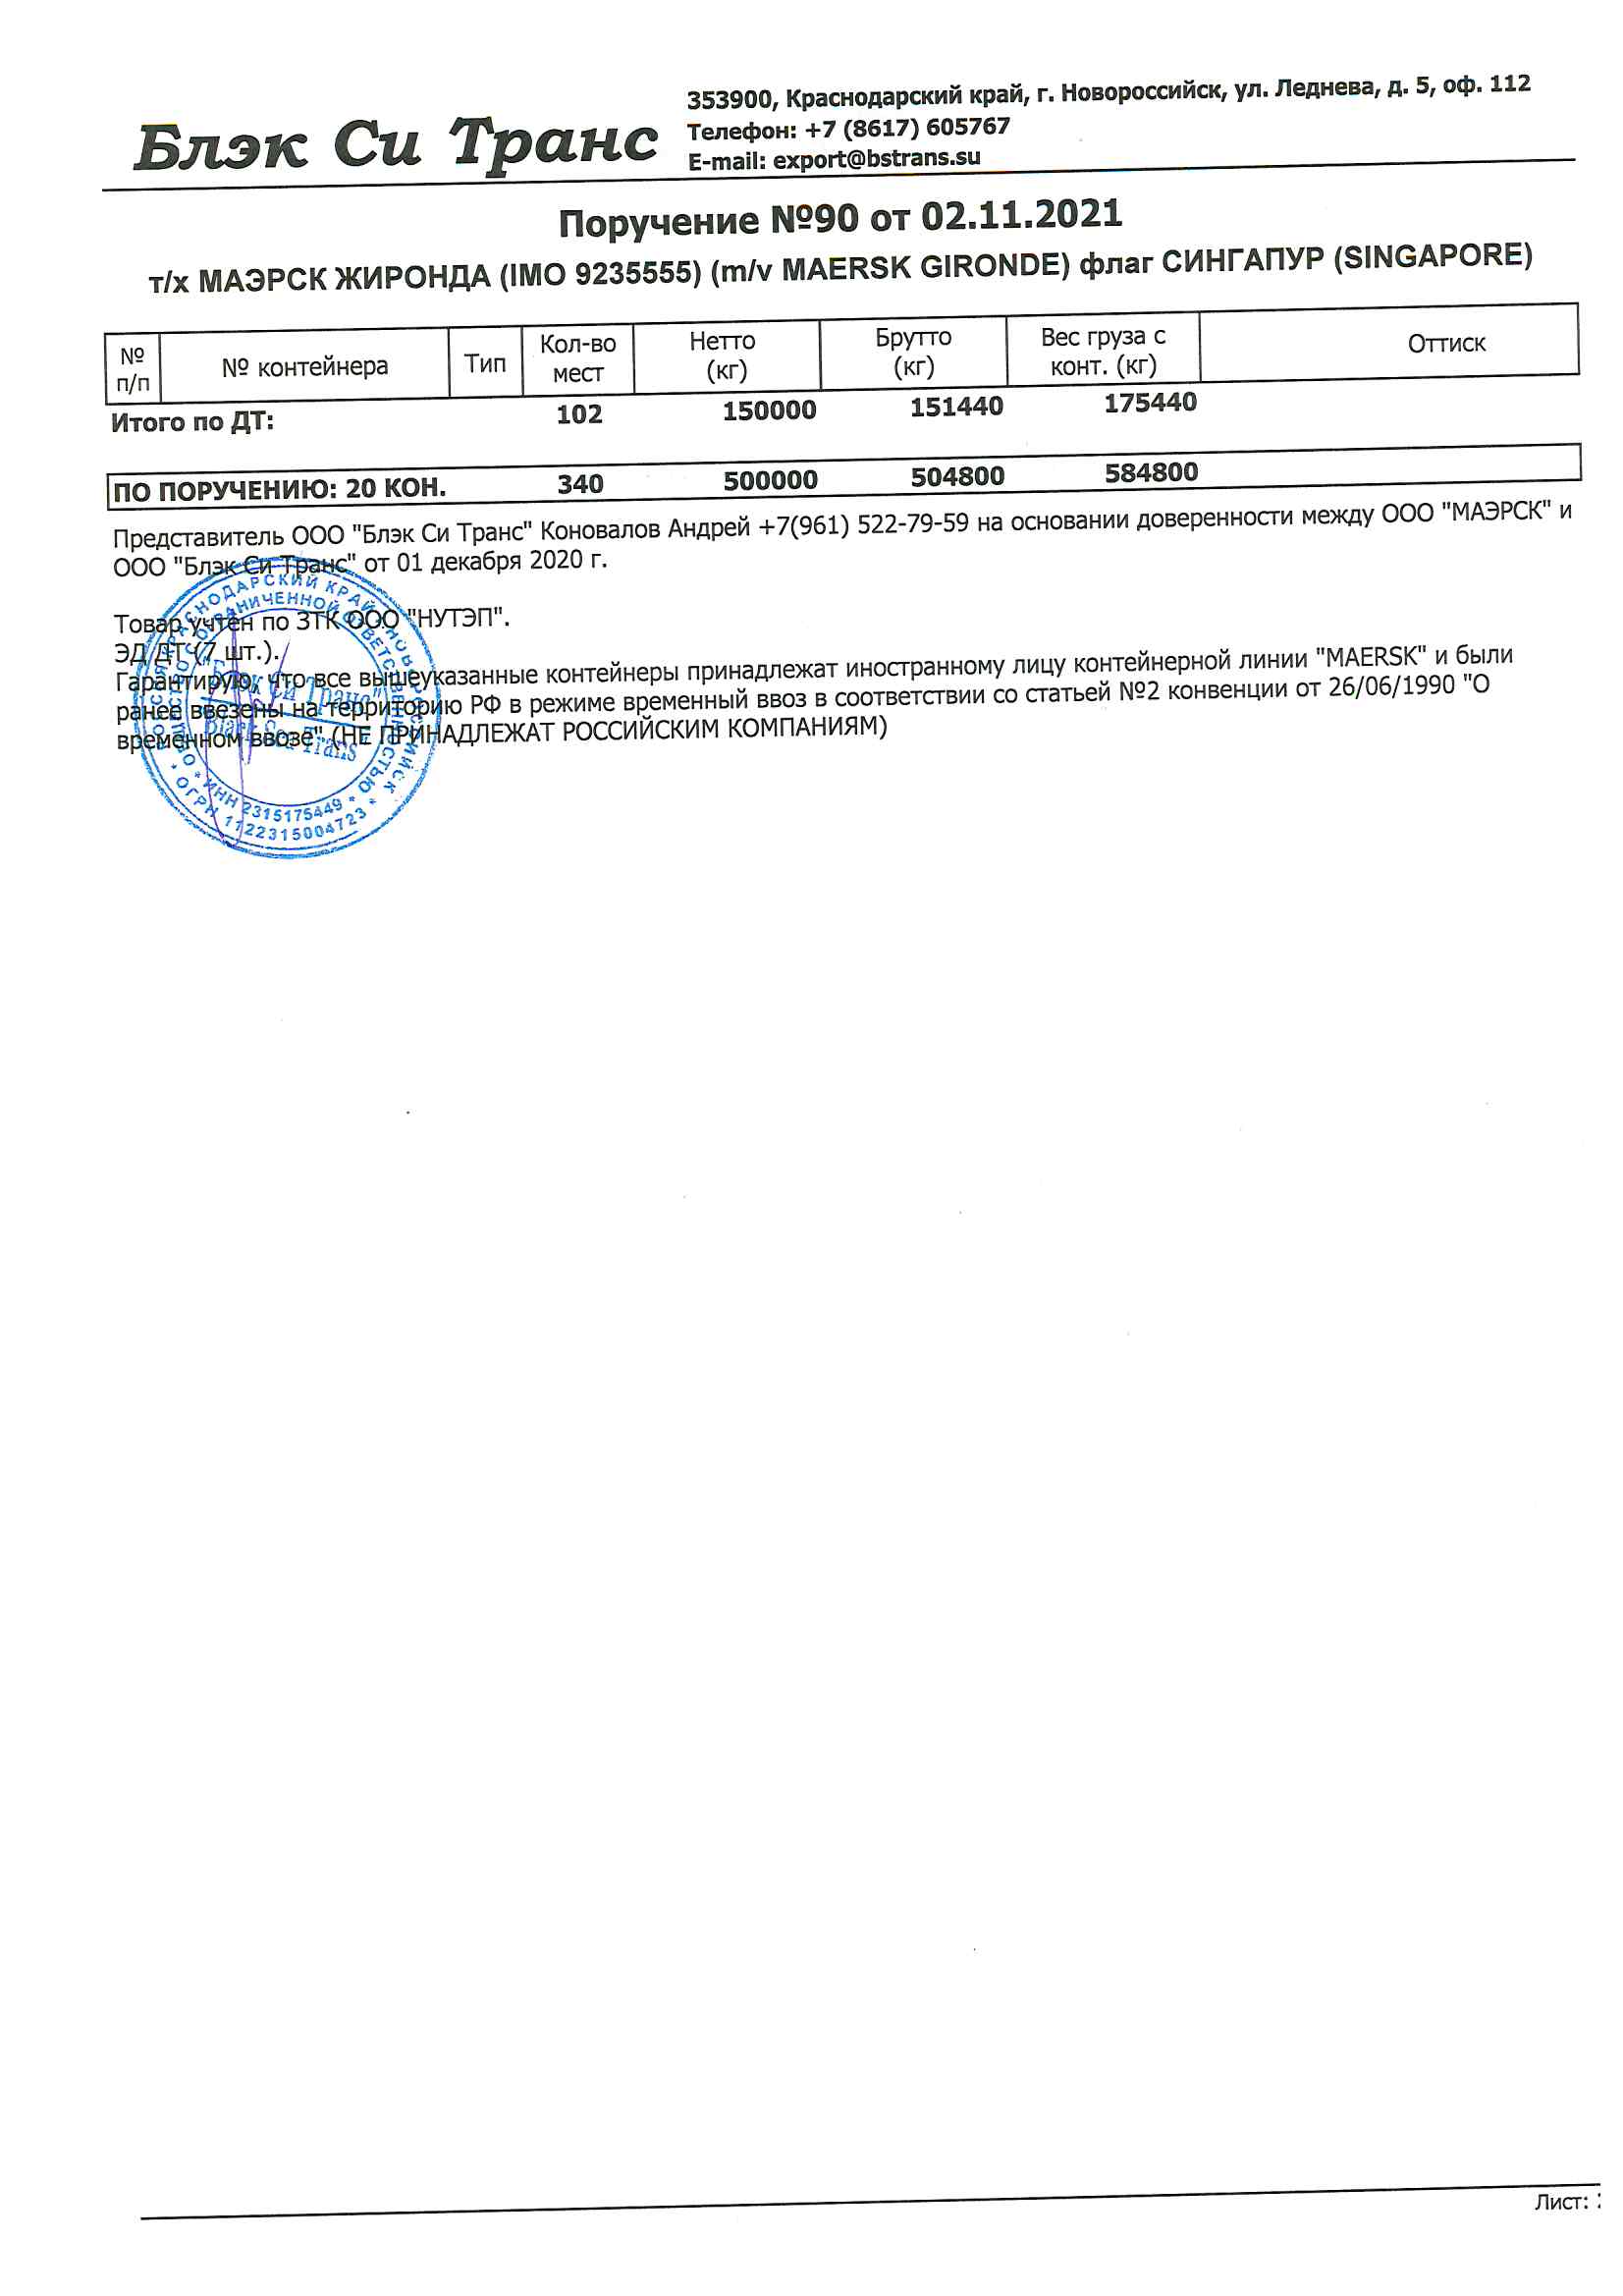 Блэк Си Транс
353900, Краснодарский край, г. Новороссийск, ул. Леднева, д. 5, оф. 112
Телефон: +7 (8617) 605767
E-mail: export@bstrans.su
Поручение №90 от 02.11.2021
т/х МАЭРСК ЖИРОНДА (IMO 9235555) (m/v MAERSK GIRONDE) флаг СИНГАПУР (SINGAPORE)
№ п/п № контейнера Тип Кол-во мест Нетто (кг) Брутто (кг) Вес груза с конт. (кг) Оттиск
Итого по ДТ: 102 150000 151440 175440
ПО ПОРУЧЕНИЮ: 20 КОН. 340 500000 504800 584800
Представитель ООО "Блэк Си Транс" Коновалов Андрей +7(961) 522-79-59 на основании доверенности между ООО "МАЭРСК" и
ООО "Блэк Си Транс" от 01 декабря 2020 г.
Товар учтен по ЗТК ООО "НУТЭП".
ЭД ДТ (7 шт.).
Гарантирую, что все вышеуказанные контейнеры принадлежат иностранному лицу контейнерной линии "MAERSK" и были
ранее ввезены на территорию РФ в режиме временный ввоз в соответствии со статьей №2 конвенции от 26/06/1990 "О
временном ввозе" (НЕ ПРИНАДЛЕЖАТ РОССИЙСКИМ КОМПАНИЯМ)
РОССИЯ КРАСНОДАРСКИЙ КРАЙ НОВОРОССИЙСК * ОГРН 1122315004723 *
ОБЩЕСТВО С ОГРАНИЧЕННОЙ ОТВЕТСТВЕННОСТЬЮ * ИНН 2315175449 *
"Блэк Си Транс"
"Black Sea Trans"
Лист: